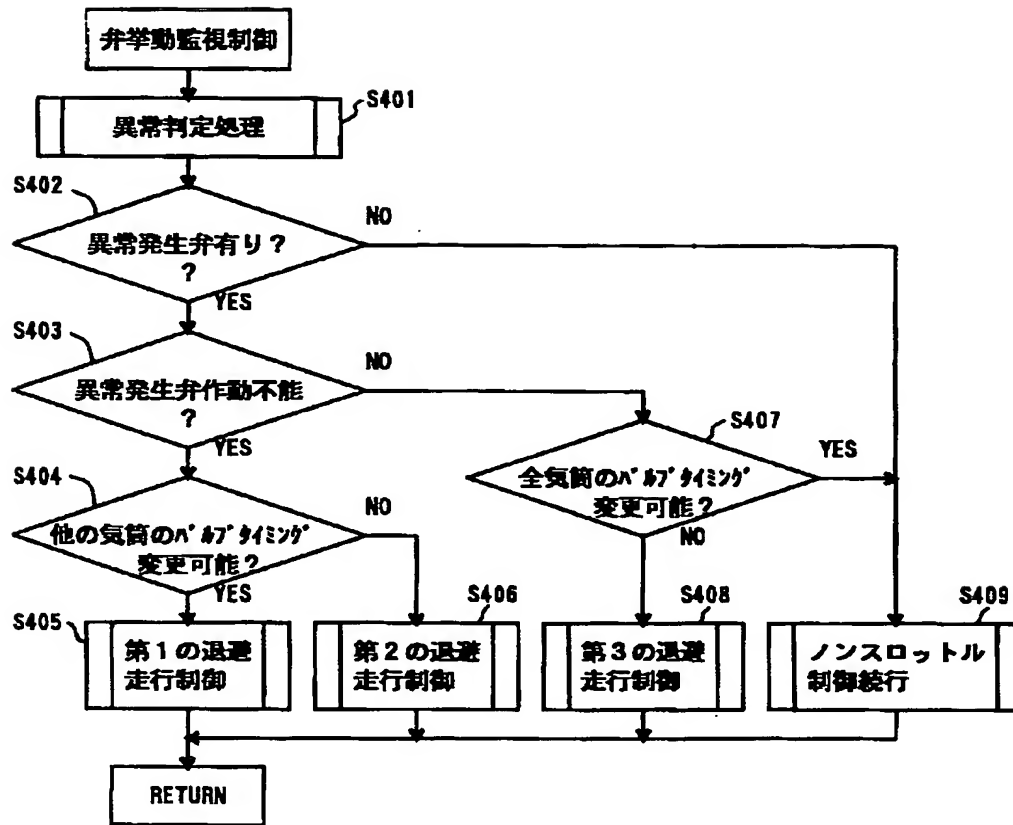 弁挙動監視制御
S401
異常判定処理
S402
異常発生弁有り?
?
NO
YES
S403
異常発生弁作動不能
?
NO
YES
S407
全気筒のバルブタイミング
変更可能?
YES
NO
S404
他の気筒のバルブタイミング
変更可能?
NO
YES
S405
第1の退避
走行制御
S406
第2の退避
走行制御
S408
第3の退避
走行制御
S409
ノンスロットル
制御続行
RETURN